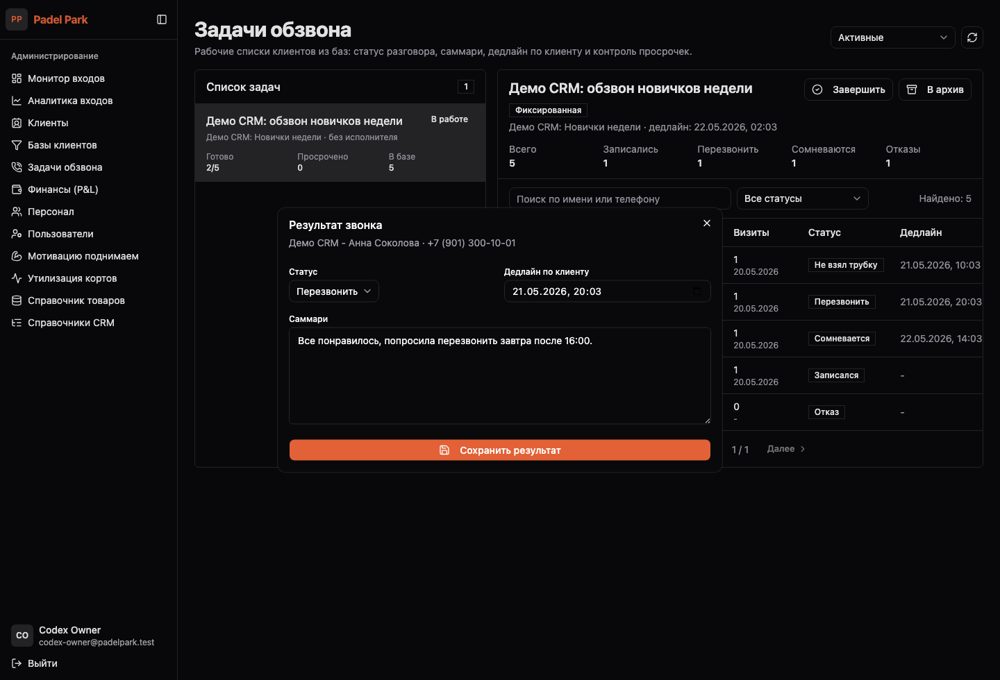 PP Padel Park
Администрирование
Монитор входов
Аналитика входов
Клиенты
Базы клиентов
Задачи обзвона
Финансы (P&L)
Персонал
Пользователи
Мотивацию поднимаем
Утилизация кортов
Справочник товаров
Справочники CRM
CO
Codex Owner
codex-owner@padelpark.test
Выйти
Задачи обзвона
Рабочие списки клиентов из баз: статус разговора, саммари, дедлайн по клиенту и контроль просрочек.
Активные
Список задач 1
Демо CRM: обзвон новичков недели В работе
Демо CRM: Новички недели · без исполнителя
Готово Просрочено В базе
2/5 0 5
Демо CRM: обзвон новичков недели
Завершить В архив
Фиксированная
Демо CRM: Новички недели · дедлайн: 22.05.2026, 02:03
Всего Записались Перезвонить Сомневаются Отказы
5 1 1 1 1
Поиск по имени или телефону Все статусы Найдено: 5
Визиты Статус Дедлайн
1
20.05.2026 Не взял трубку 21.05.2026, 10:03
1
20.05.2026 Перезвонить 21.05.2026, 20:03
1
20.05.2026 Сомневается 22.05.2026, 14:03
1
20.05.2026 Записался -
0
- Отказ -
1 / 1 Далее
Результат звонка
Демо CRM - Анна Соколова · +7 (901) 300-10-01
Статус Дедлайн по клиенту
Перезвонить 21.05.2026, 20:03
Саммари
Все понравилось, попросила перезвонить завтра после 16:00.
Сохранить результат